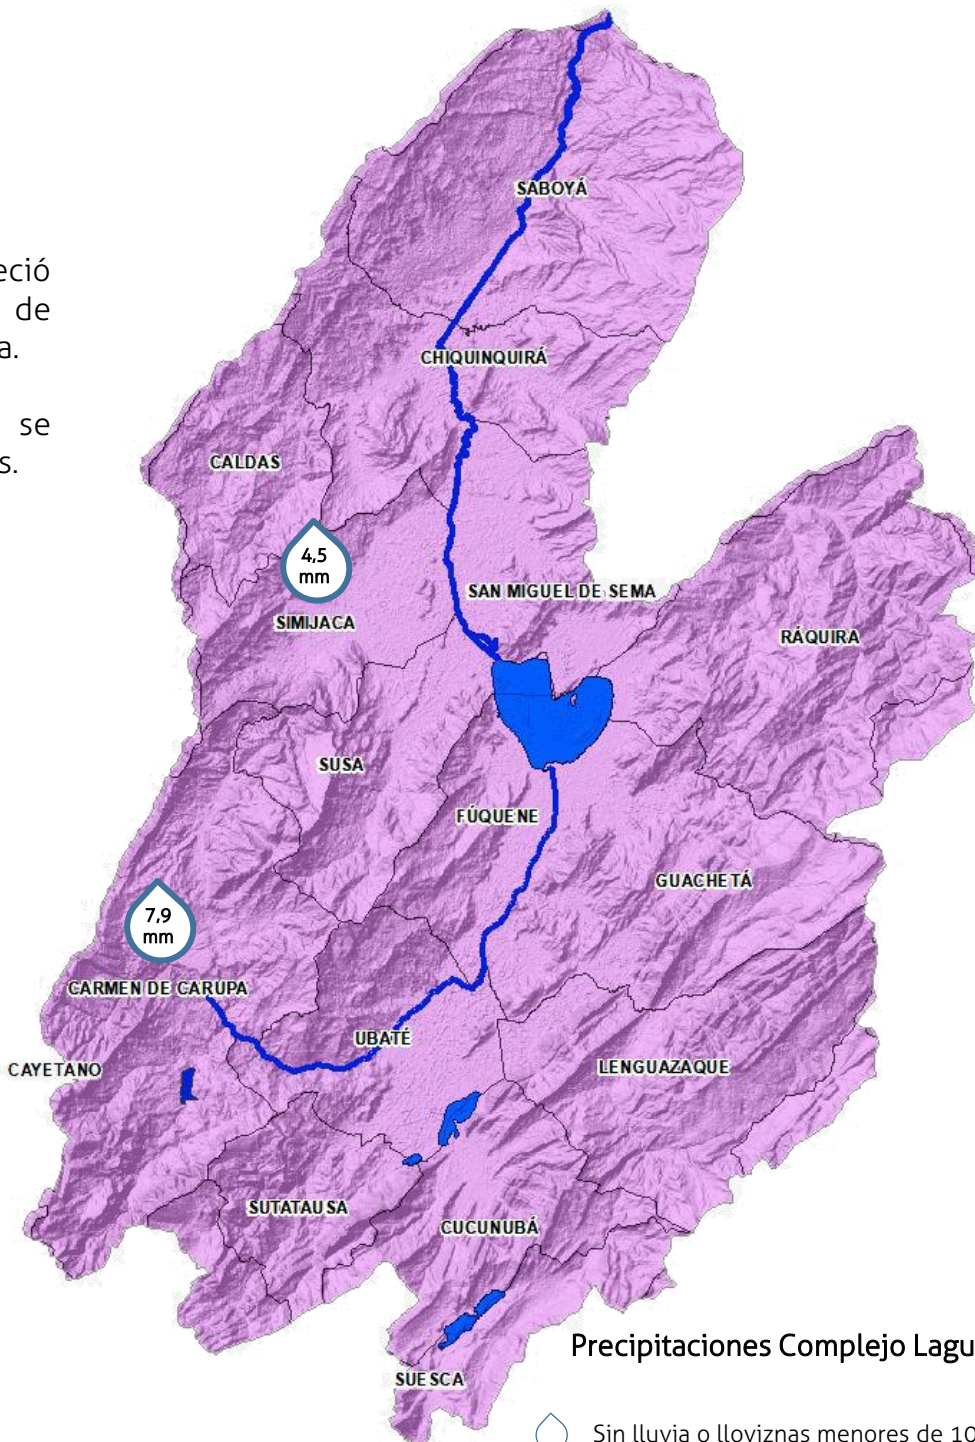 SABOYÁ
eció
de
a.
CHIQUINQUIRÁ
se
s.
CALDAS
4,5
mm
SAN MIGUEL DE SEMA
SIMIJACA
RÁQUIRA
SUSA
FÚQUENE
GUACHETÁ
7,9
mm
CARMEN DE CARUPA
UBATÉ
CAYETANO
LENGUAZAQUE
SUTATAUSA
CUCUNUBÁ
Precipitaciones Complejo Lagu
SUESCA
Sin lluvia o lloviznas menores de 10